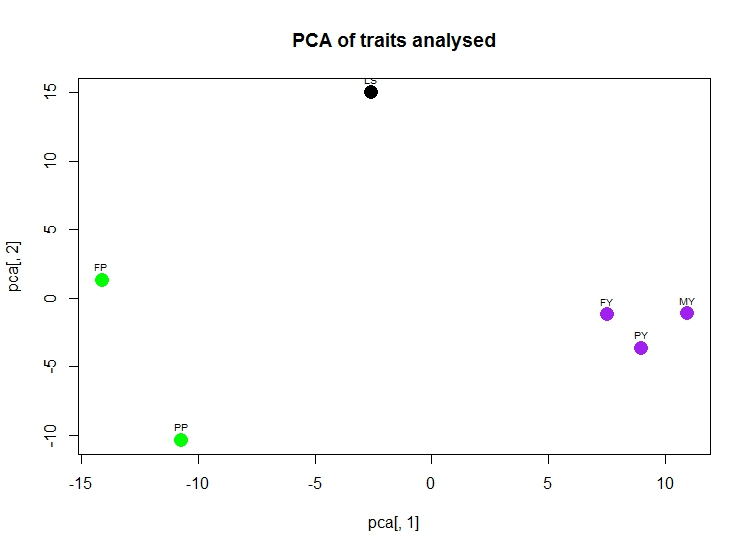 PCA of traits analysed
LS
15
10
5
0
-5
-10
pca[, 2]
FP
PP
FY
MY
PY
-15
-10
-5
0
5
10
pca[, 1]